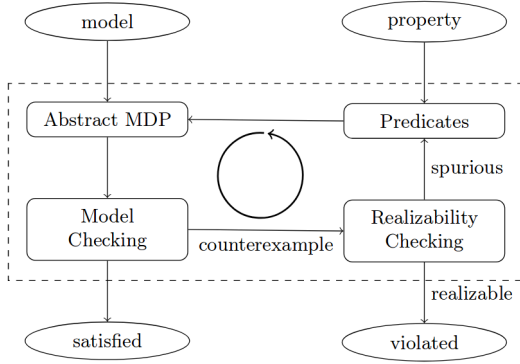 model
property
Abstract MDP
Predicates
spurious
Model
Checking
counterexample
Realizability
Checking
realizable
satisfied
violated